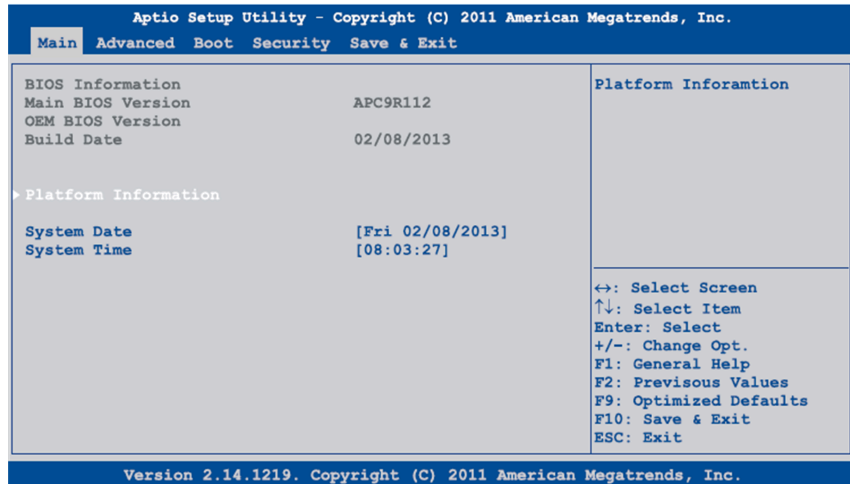 Aptio Setup Utility - Copyright (C) 2011 American Megatrends, Inc.
Main Advanced Boot Security Save & Exit
BIOS Information
Main BIOS Version APC9R112
OEM BIOS Version
Build Date 02/08/2013
Platform Information
System Date [Fri 02/08/2013]
System Time [08:03:27]
Platform Inforamtion
↔: Select Screen
↑↓: Select Item
Enter: Select
+/-: Change Opt.
F1: General Help
F2: Previsous Values
F9: Optimized Defaults
F10: Save & Exit
ESC: Exit
Version 2.14.1219. Copyright (C) 2011 American Megatrends, Inc.